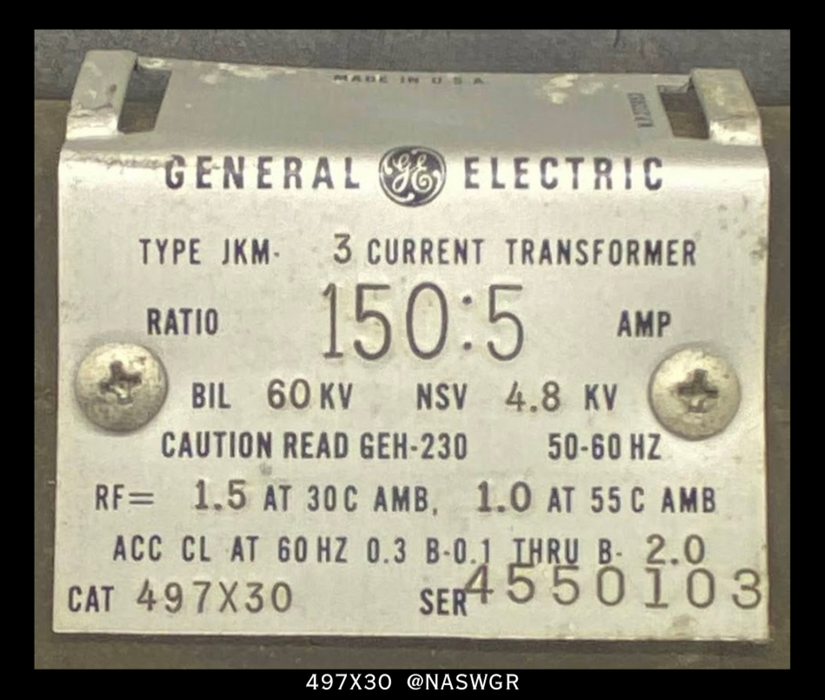 MADE IN U.S.A.
GENERAL GE ELECTRIC
TYPE JKM- 3 CURRENT TRANSFORMER
RATIO 150:5 AMP
BIL 60 KV NSV 4.8 KV
CAUTION READ GEH-230 50-60 HZ
RF= 1.5 AT 30 C AMB, 1.0 AT 55 C AMB
ACC CL AT 60 HZ 0.3 B-0.1 THRU B- 2.0
CAT 497X30 SER 4550103
497X30 @NASWGR